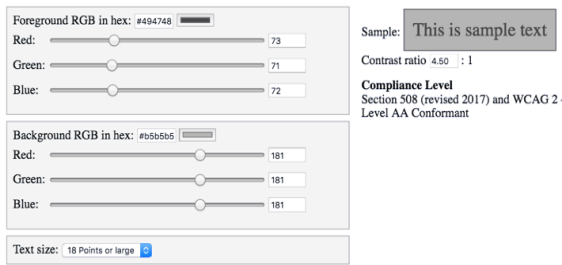 Foreground RGB in hex: #494748
Red: 73
Green: 71
Blue: 72
Background RGB in hex: #b5b5b5
Red: 181
Green: 181
Blue: 181
Text size: 18 Points or large
Sample: This is sample text
Contrast ratio 4.50 : 1
Compliance Level
Section 508 (revised 2017) and WCAG 2
Level AA Conformant